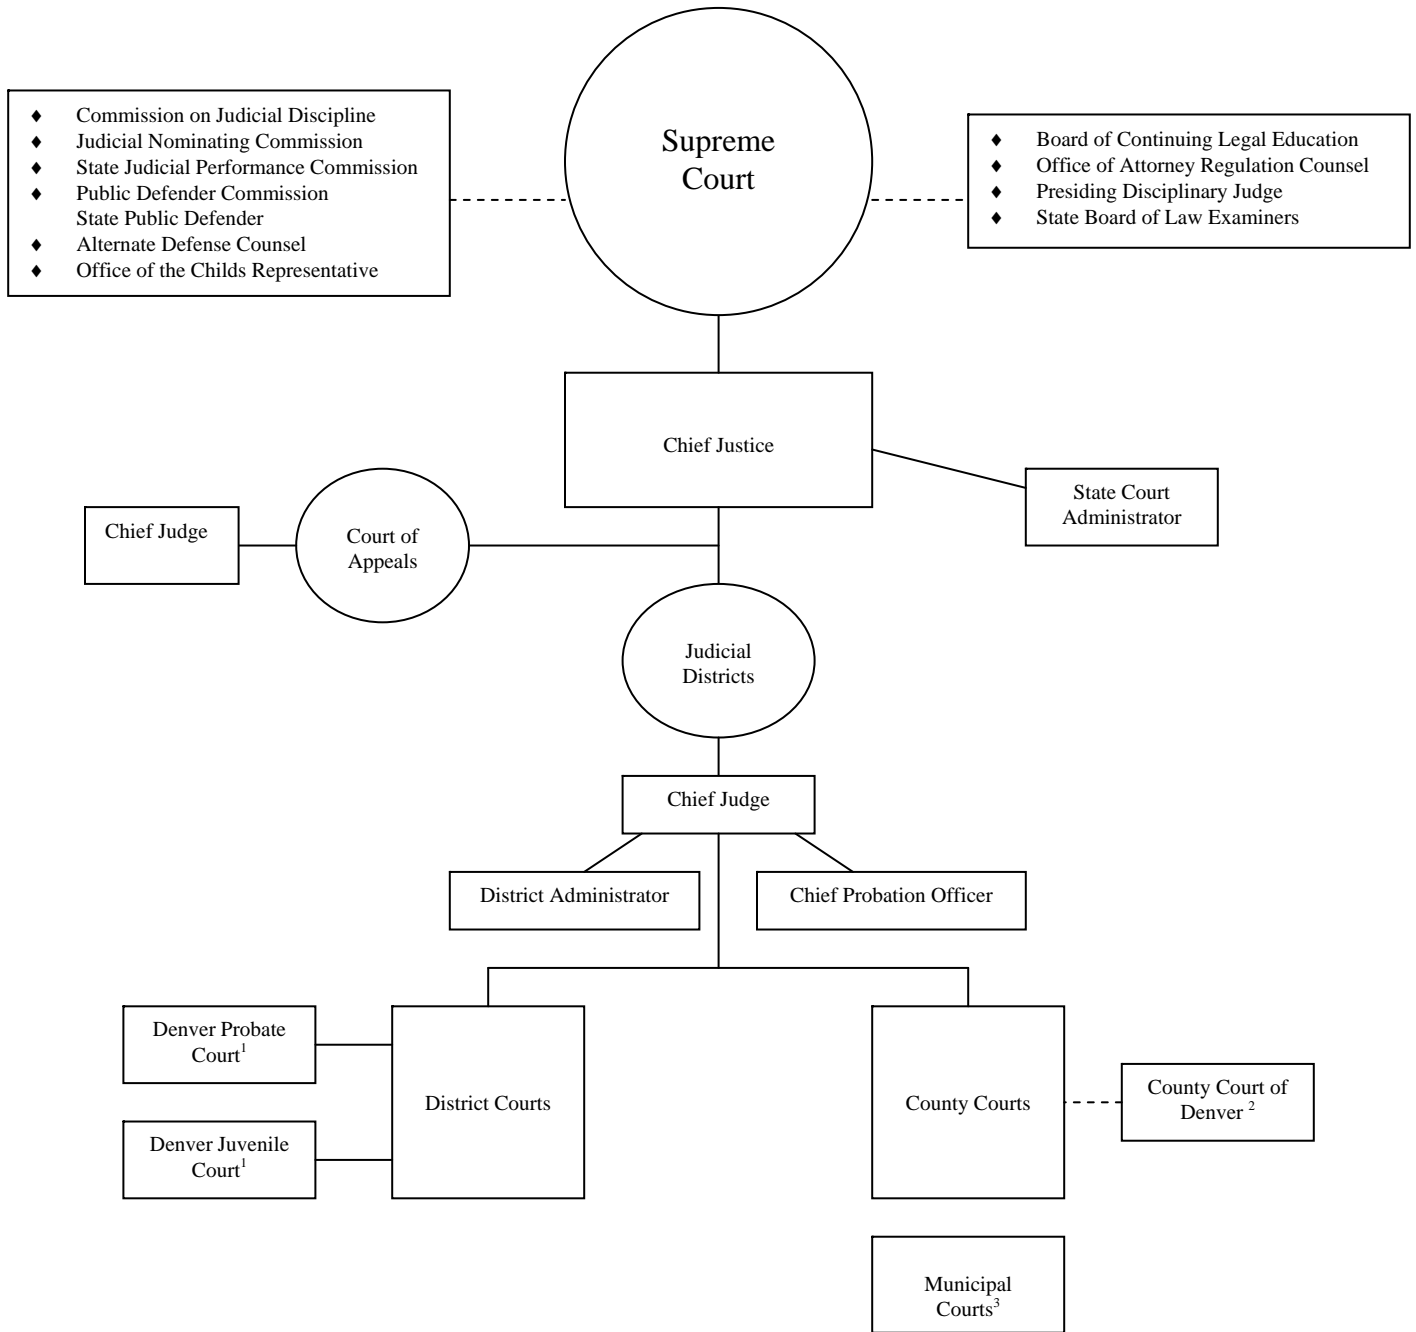 Supreme
Court
♦ Commission on Judicial Discipline
♦ Judicial Nominating Commission
♦ State Judicial Performance Commission
♦ Public Defender Commission
State Public Defender
♦ Alternate Defense Counsel
♦ Office of the Childs Representative
♦ Board of Continuing Legal Education
♦ Office of Attorney Regulation Counsel
♦ Presiding Disciplinary Judge
♦ State Board of Law Examiners
Chief Justice
State Court
Administrator
Chief Judge
Court of
Appeals
Judicial
Districts
Chief Judge
District Administrator
Chief Probation Officer
Denver Probate
Court¹
Denver Juvenile
Court¹
District Courts
County Courts
County Court of
Denver ²
Municipal
Courts³